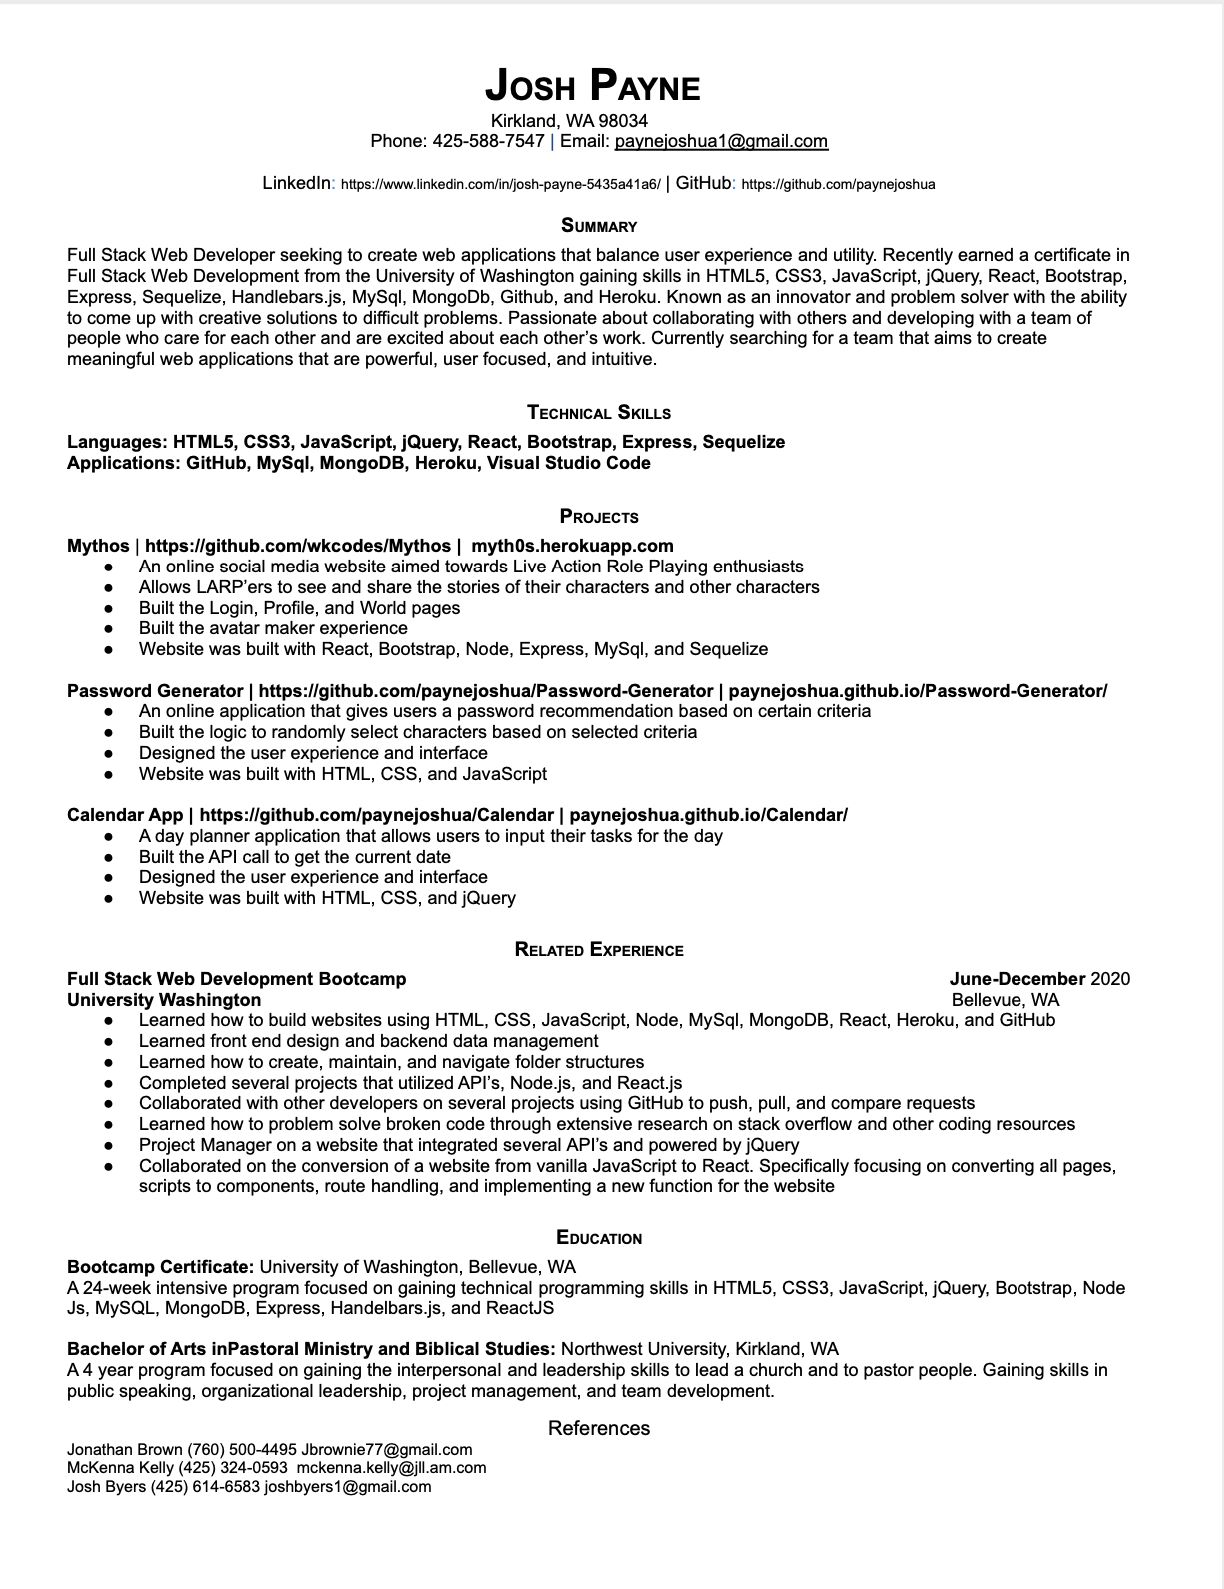 Josh Payne
Kirkland, WA 98034
Phone: 425-588-7547 | Email: paynejoshua1@gmail.com
LinkedIn: https://www.linkedin.com/in/josh-payne-5435a41a6/ | GitHub: https://github.com/paynejoshua
Summary
Full Stack Web Developer seeking to create web applications that balance user experience and utility. Recently earned a certificate in
Full Stack Web Development from the University of Washington gaining skills in HTML5, CSS3, JavaScript, jQuery, React, Bootstrap,
Express, Sequelize, Handlebars.js, MySql, MongoDb, Github, and Heroku. Known as an innovator and problem solver with the ability
to come up with creative solutions to difficult problems. Passionate about collaborating with others and developing with a team of
people who care for each other and are excited about each other's work. Currently searching for a team that aims to create
meaningful web applications that are powerful, user focused, and intuitive.
Technical Skills
Languages: HTML5, CSS3, JavaScript, jQuery, React, Bootstrap, Express, Sequelize
Applications: GitHub, MySql, MongoDB, Heroku, Visual Studio Code
Projects
Mythos | https://github.com/wkcodes/Mythos | myth0s.herokuapp.com
● An online social media website aimed towards Live Action Role Playing enthusiasts
● Allows LARP'ers to see and share the stories of their characters and other characters
● Built the Login, Profile, and World pages
● Built the avatar maker experience
● Website was built with React, Bootstrap, Node, Express, MySql, and Sequelize
Password Generator | https://github.com/paynejoshua/Password-Generator | paynejoshua.github.io/Password-Generator/
● An online application that gives users a password recommendation based on certain criteria
● Built the logic to randomly select characters based on selected criteria
● Designed the user experience and interface
● Website was built with HTML, CSS, and JavaScript
Calendar App | https://github.com/paynejoshua/Calendar | paynejoshua.github.io/Calendar/
● A day planner application that allows users to input their tasks for the day
● Built the API call to get the current date
● Designed the user experience and interface
● Website was built with HTML, CSS, and jQuery
Related Experience
Full Stack Web Development Bootcamp June-December 2020
University Washington Bellevue, WA
● Learned how to build websites using HTML, CSS, JavaScript, Node, MySql, MongoDB, React, Heroku, and GitHub
● Learned front end design and backend data management
● Learned how to create, maintain, and navigate folder structures
● Completed several projects that utilized API's, Node.js, and React.js
● Collaborated with other developers on several projects using GitHub to push, pull, and compare requests
● Learned how to problem solve broken code through extensive research on stack overflow and other coding resources
● Project Manager on a website that integrated several API's and powered by jQuery
● Collaborated on the conversion of a website from vanilla JavaScript to React. Specifically focusing on converting all pages,
scripts to components, route handling, and implementing a new function for the website
Education
Bootcamp Certificate: University of Washington, Bellevue, WA
A 24-week intensive program focused on gaining technical programming skills in HTML5, CSS3, JavaScript, jQuery, Bootstrap, Node
Js, MySQL, MongoDB, Express, Handelbars.js, and ReactJS
Bachelor of Arts inPastoral Ministry and Biblical Studies: Northwest University, Kirkland, WA
A 4 year program focused on gaining the interpersonal and leadership skills to lead a church and to pastor people. Gaining skills in
public speaking, organizational leadership, project management, and team development.
References
Jonathan Brown (760) 500-4495 Jbrownie77@gmail.com
McKenna Kelly (425) 324-0593 mckenna.kelly@jll.am.com
Josh Byers (425) 614-6583 joshbyers1@gmail.com